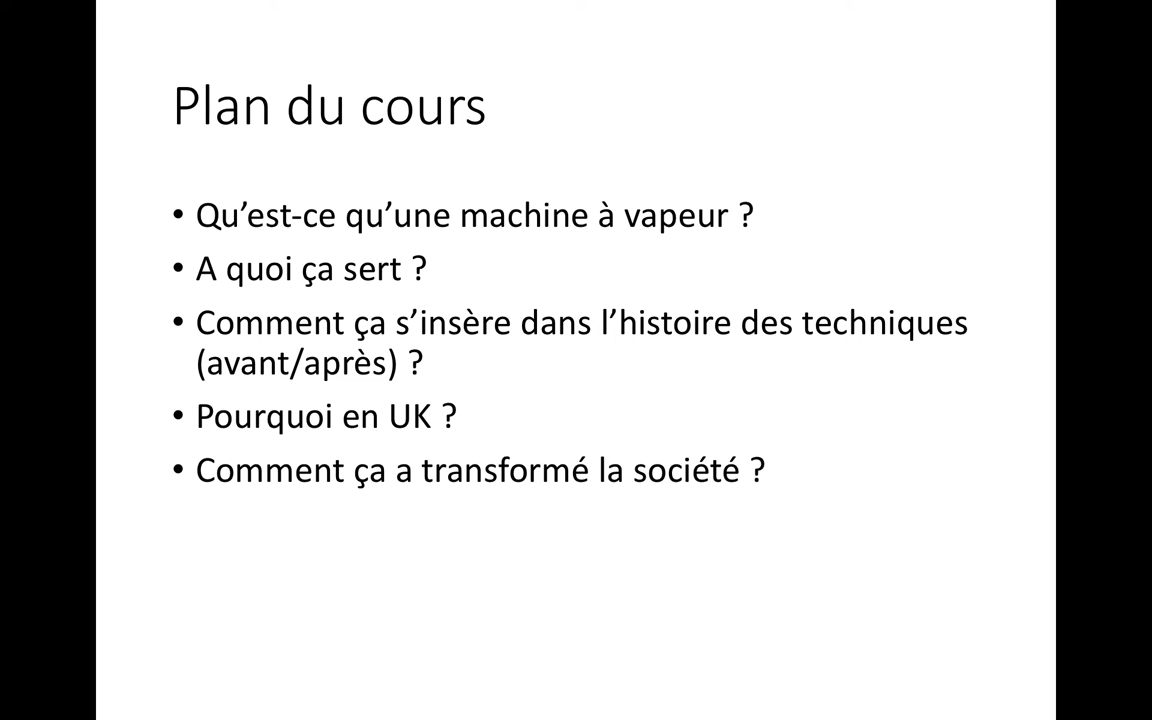 Plan du cours
• Qu’est-ce qu’une machine à vapeur ?
• A quoi ça sert ?
• Comment ça s’insère dans l’histoire des techniques
(avant/après) ?
• Pourquoi en UK ?
• Comment ça a transformé la société ?